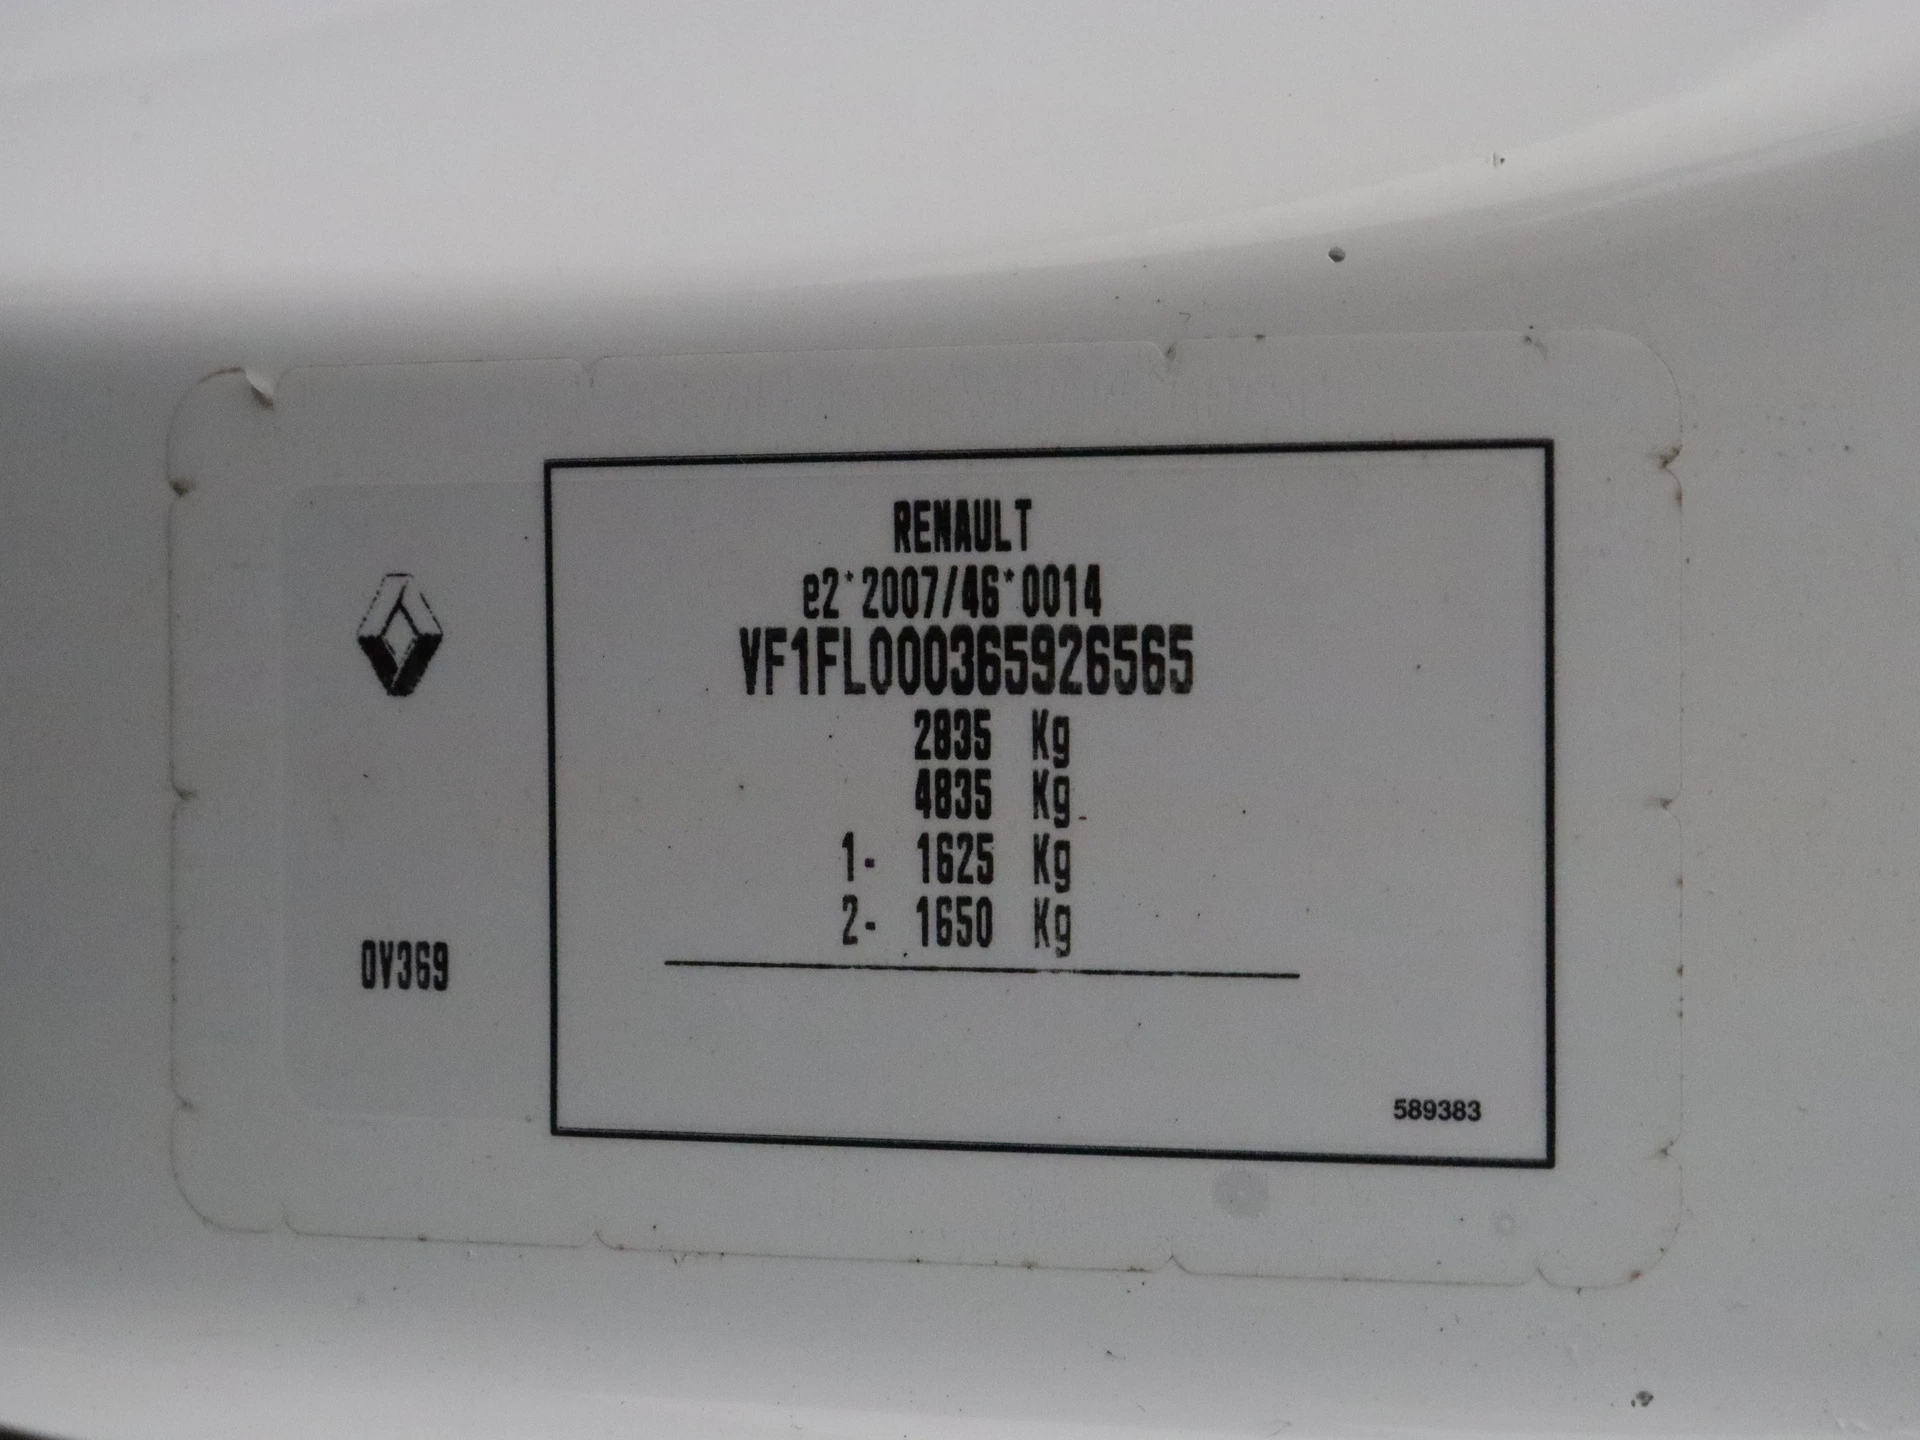 RENAULT
e2*2007/46*0014
VF1FL000365926565
2835 Kg
4835 Kg
1- 1625 Kg
2- 1650 Kg
0V369
589383